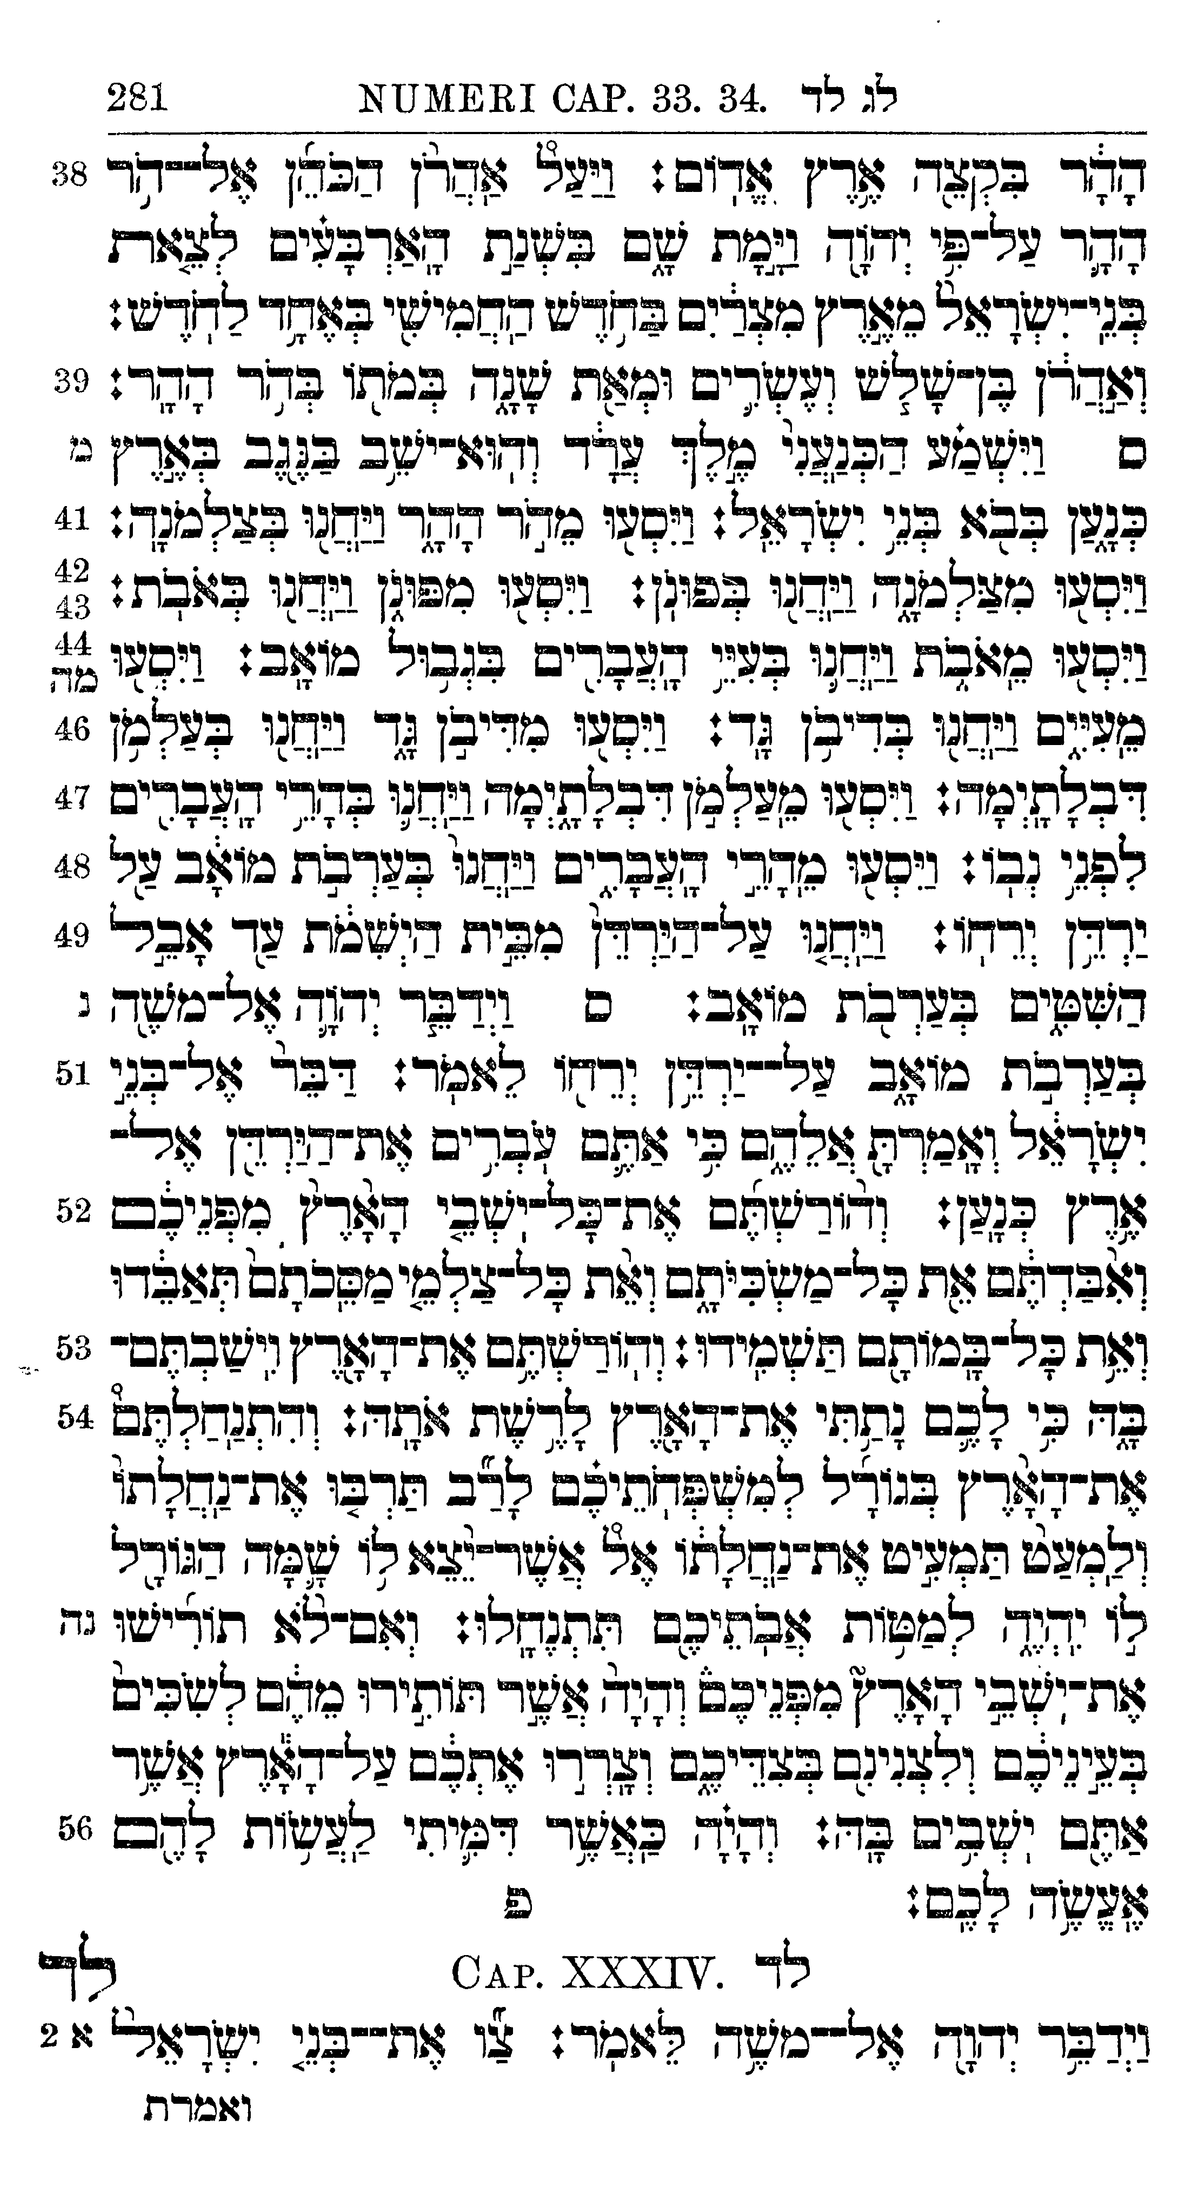 281 NUMERI CAP. 33. 34. לג לד
הָהָ֔ר בִּקְצֵ֖ה אֶ֥רֶץ אֱדֽוֹם׃ וַיַּעַל֩ אַהֲרֹ֨ן הַכֹּהֵ֜ן אֶל־הֹ֥ר 38
הָהָ֛ר עַל־פִּ֥י יְהוָ֖ה וַיָּ֣מָת שָׁ֑ם בִּשְׁנַ֣ת הָֽאַרְבָּעִ֗ים לְצֵ֤את
בְּנֵֽי־יִשְׂרָאֵל֙ מֵאֶ֣רֶץ מִצְרַ֔יִם בַּחֹ֥דֶשׁ הַחֲמִישִׁ֖י בְּאֶחָ֥ד לַחֹֽדֶשׁ׃
וְאַהֲרֹ֔ן בֶּן־שָׁלֹ֧שׁ וְעֶשְׂרִ֛ים וּמְאַ֖ת שָׁנָ֑ה בְּמֹת֖וֹ בְּהֹ֥ר הָהָֽר׃ 39
ס וַיִּשְׁמַ֗ע הַֽכְּנַעֲנִי֙ מֶ֣לֶךְ עֲרָ֔ד וְהֽוּא־יֹשֵׁ֥ב בַּנֶּ֖גֶב בְּאֶ֣רֶץ מ
כְּנָ֑עַן בְּבֹ֖א בְּנֵ֥י יִשְׂרָאֵֽל׃ וַיִּסְע֖וּ מֵהֹ֣ר הָהָ֑ר וַֽיַּחֲנ֖וּ בְּצַלְמֹנָֽה׃ 41
וַיִּסְע֖וּ מִצַּלְמֹנָ֑ה וַֽיַּחֲנ֖וּ בְּפוּנֹֽן׃ וַיִּסְע֖וּ מִפּוּנֹ֑ן וַֽיַּחֲנ֖וּ בְּאֹבֹֽת׃ 42 43
וַיִּסְע֖וּ מֵאֹבֹ֑ת וַֽיַּחֲנ֛וּ בְּעִיֵּ֥י הָעֲבָרִ֖ים בִּגְב֥וּל מוֹאָֽב׃ וַיִּסְע֖וּ 44 מה
מֵעִיִּ֑ים וַֽיַּחֲנ֖וּ בְּדִיבֹ֥ן גָּֽד׃ וַיִּסְע֖וּ מִדִּיבֹ֣ן גָּ֑ד וַֽיַּחֲנ֖וּ בְּעַלְמֹ֥ן 46
דִּבְלָתָֽיְמָה׃ וַיִּסְע֖וּ מֵעַלְמֹ֣ן דִּבְלָתָ֑יְמָה וַֽיַּחֲנ֛וּ בְּהָרֵ֥י הָעֲבָרִ֖ים 47
לִפְנֵ֥י נְבֽוֹ׃ וַיִּסְע֖וּ מֵהָרֵ֣י הָעֲבָרִ֑ים וַֽיַּחֲנוּ֙ בְּעַֽרְבֹ֣ת מוֹאָ֔ב עַ֖ל 48
יַרְדֵּ֥ן יְרֵחֽוֹ׃ וַיַּחֲנ֤וּ עַל־הַיַּרְדֵּן֙ מִבֵּ֣ית הַיְשִׁמֹ֔ת עַ֖ד אָבֵ֣ל 49
הַשִּׁטִּ֑ים בְּעַֽרְבֹ֖ת מוֹאָֽב׃ ס וַיְדַבֵּ֧ר יְהוָ֛ה אֶל־מֹשֶׁ֖ה נ
בְּעַֽרְבֹ֣ת מוֹאָ֑ב עַל־יַרְדֵּ֥ן יְרֵח֖וֹ לֵאמֹֽר׃ דַּבֵּר֙ אֶל־בְּנֵ֣י 51
יִשְׂרָאֵ֔ל וְאָמַרְתָּ֖ אֲלֵהֶ֑ם כִּ֥י אַתֶּ֛ם עֹבְרִ֥ים אֶת־הַיַּרְדֵּ֖ן אֶל־
אֶ֥רֶץ כְּנָֽעַן׃ וְה֨וֹרַשְׁתֶּ֜ם אֶת־כָּל־יֹשְׁבֵ֤י הָאָ֙רֶץ֙ מִפְּנֵיכֶ֔ם 52
וְאִ֨בַּדְתֶּ֔ם אֵ֖ת כָּל־מַשְׂכִּיֹּתָ֑ם וְאֵ֨ת כָּל־צַלְמֵ֤י מַסֵּֽכֹתָם֙ תְּאַבֵּ֔דוּ
וְאֵ֥ת כָּל־בָּמוֹתָ֖ם תַּשְׁמִֽידוּ׃ וְהוֹרַשְׁתֶּ֥ם אֶת־הָאָ֖רֶץ וִֽישַׁבְתֶּם־ 53
בָּ֑הּ כִּ֥י לָכֶ֛ם נָתַ֥תִּי אֶת־הָאָ֖רֶץ לָרֶ֥שֶׁת אֹתָֽהּ׃ וְהִתְנַחַלְתֶּם֩ 54
אֶת־הָאָ֨רֶץ בְּגוֹרָ֜ל לְמִשְׁפְּחֹֽתֵיכֶ֗ם לָרַ֞ב תַּרְבּ֤וּ אֶת־נַחֲלָתוֹ֙
וְלַמְעַט֙ תַּמְעִ֣יט אֶת־נַחֲלָת֔וֹ אֶל֩ אֲשֶׁר־יֵ֨צֵא ל֥וֹ שָׁ֛מָּה הַגּוֹרָ֖ל
ל֣וֹ יִהְיֶ֑ה לְמַטּ֥וֹת אֲבֹתֵיכֶ֖ם תִּתְנֶחָֽלוּ׃ וְאִם־לֹ֨א תוֹרִ֜ישׁוּ נה
אֶת־יֹשְׁבֵ֣י הָאָרֶץ֮ מִפְּנֵיכֶם֒ וְהָיָה֙ אֲשֶׁ֣ר תּוֹתִ֣ירוּ מֵהֶ֔ם לְשִׂכִּים֙
בְּעֵ֣ינֵיכֶ֔ם וְלִצְנִינִ֖ם בְּצִדֵּיכֶ֑ם וְצָרְר֣וּ אֶתְכֶ֔ם עַל־הָאָ֕רֶץ אֲשֶׁ֥ר
אַתֶּ֖ם יֹשְׁבִ֥ים בָּֽהּ׃ וְהָיָ֗ה כַּאֲשֶׁ֥ר דִּמִּ֛יתִי לַעֲשׂ֥וֹת לָהֶ֖ם 56
אֶֽעֱשֶׂ֥ה לָכֶֽם׃ פ
CAP. XXXIV. לד לד
וַיְדַבֵּ֥ר יְהוָ֖ה אֶל־מֹשֶׁ֥ה לֵּאמֹֽר׃ צַ֞ו אֶת־בְּנֵ֤י יִשְׂרָאֵל֙ א 2
ואמרת